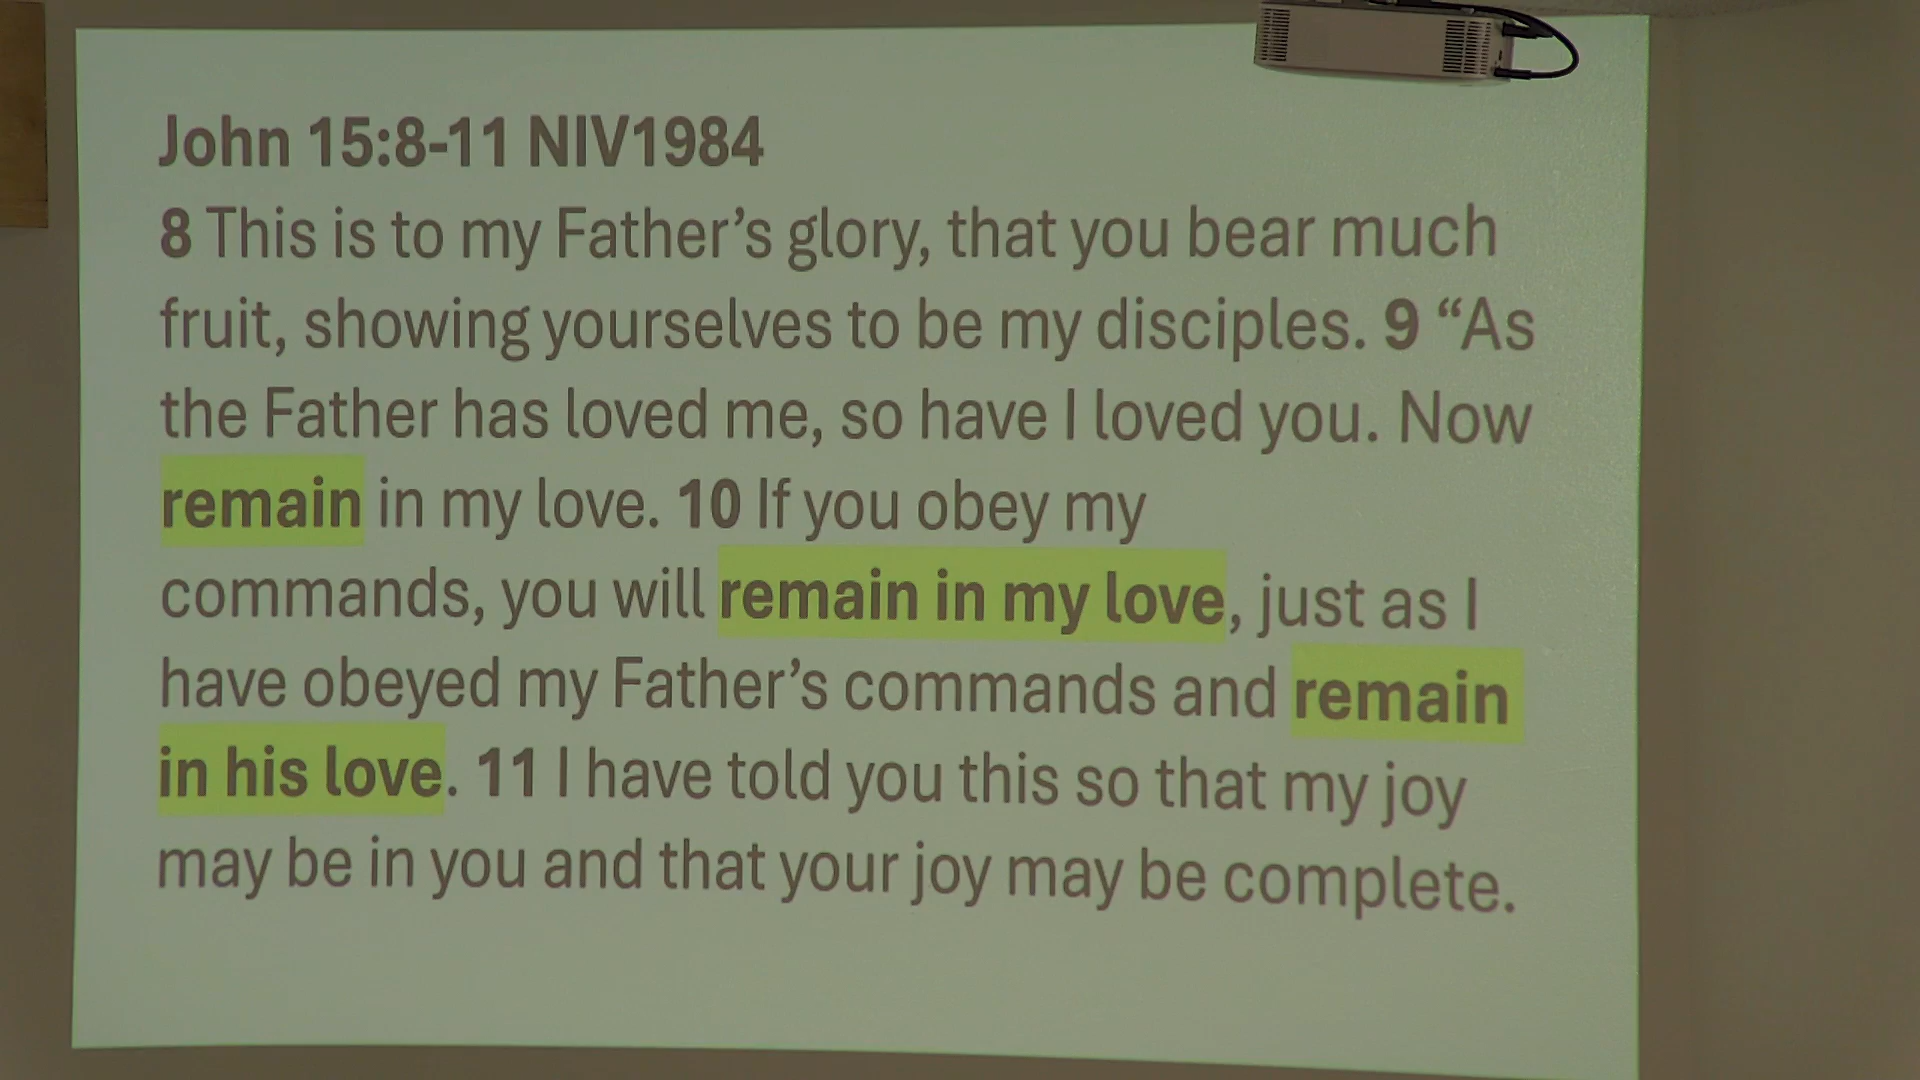 John 15:8-11 NIV1984
8 This is to my Father’s glory, that you bear much
fruit, showing yourselves to be my disciples. 9 “As
the Father has loved me, so have I loved you. Now
remain in my love. 10 If you obey my
commands, you will remain in my love, just as I
have obeyed my Father’s commands and remain
in his love. 11 I have told you this so that my joy
may be in you and that your joy may be complete.